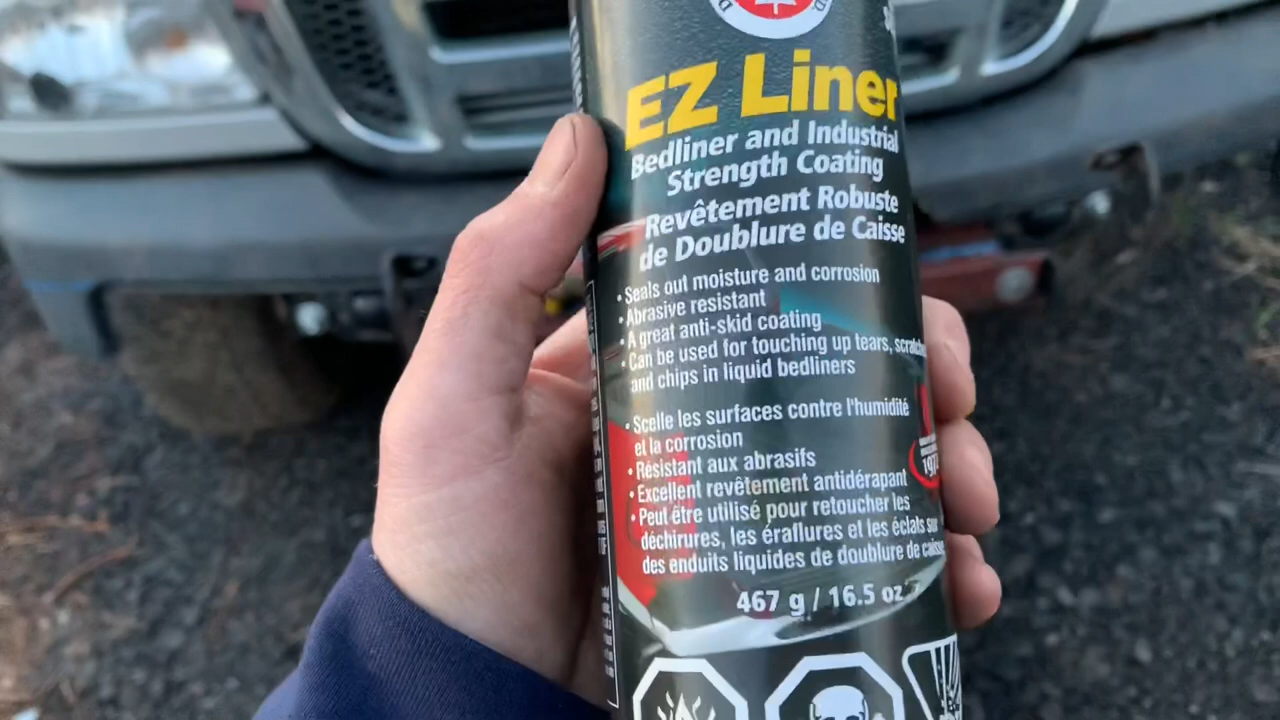 EZ Liner
Bedliner and Industrial
Strength Coating
Revêtement Robuste
de Doublure de Caisse
• Seals out moisture and corrosion
• Abrasive resistant
• A great anti-skid coating
• Can be used for touching up tears,
and chips in liquid bedliners
• Scelle les surfaces contre l'humidité
et la corrosion
• Résistant aux abrasifs
• Excellent revêtement antidérapant
• Peut être utilisé pour retoucher les
déchirures, les éraflures et les éclats sur
des enduits liquides de doublure de caisse
467 g / 16.5 oz